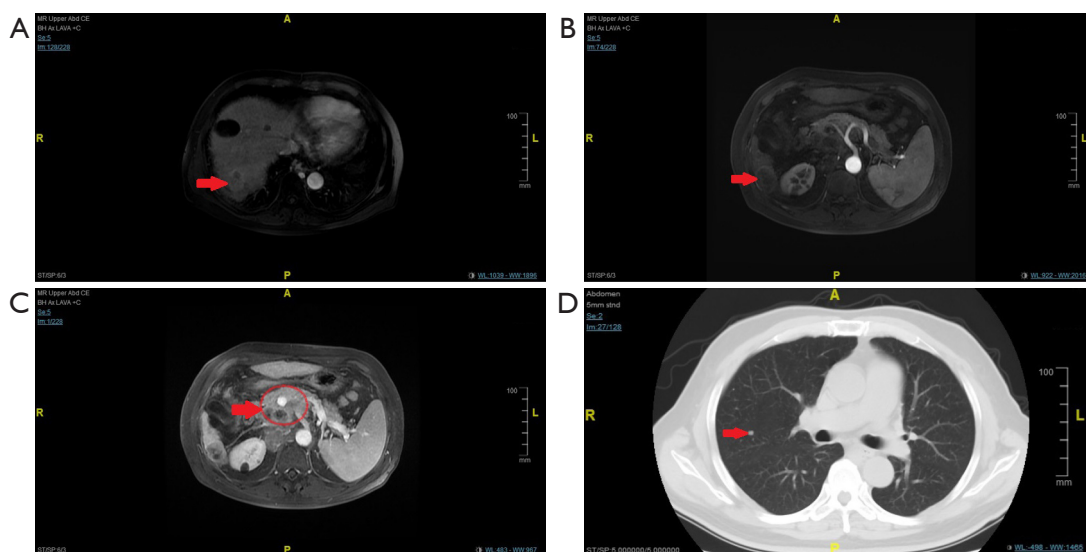 A
MR Upper Abd CE
BH Ax LAVA +C
Se:5
Im:128/228
A
R
L
100
mm
ST/SP:6/3
P
WL:1039 - WW:1896
B
MR Upper Abd CE
BH Ax LAVA +C
Se:5
Im:74/228
A
R
L
100
mm
ST/SP:6/3
P
WL:922 - WW:2016
C
MR Upper Abd CE
BH Ax LAVA +C
Se:5
Im:1/228
A
R
L
100
mm
ST/SP:6/3
P
WL:483 - WW:967
D
Abdomen
5mm stnd
Se:2
Im:27/128
A
R
L
100
mm
ST/SP:5.000000/5.000000
P
WL:-498 - WW:1465